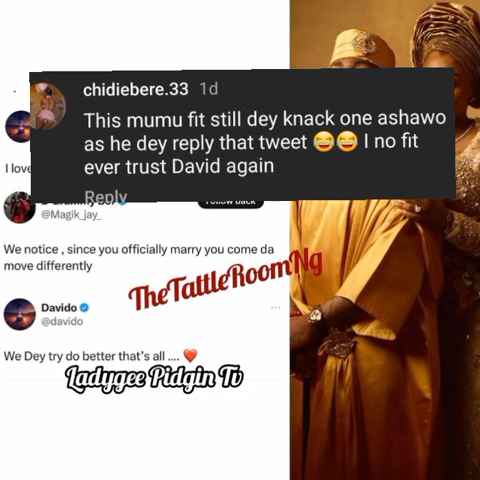 chidiebere.33 1d
This mumu fit still dey knack one ashawo
as he dey reply that tweet 😂😂 I no fit
ever trust David again
Reply
I love
@Magik_jay_
Follow back
We notice , since you officially marry you come da
move differently
TheTattleRoomNg
Davido
@davido
We Dey try do better that's all .... ❤️
Ladygee Pidgin Tv